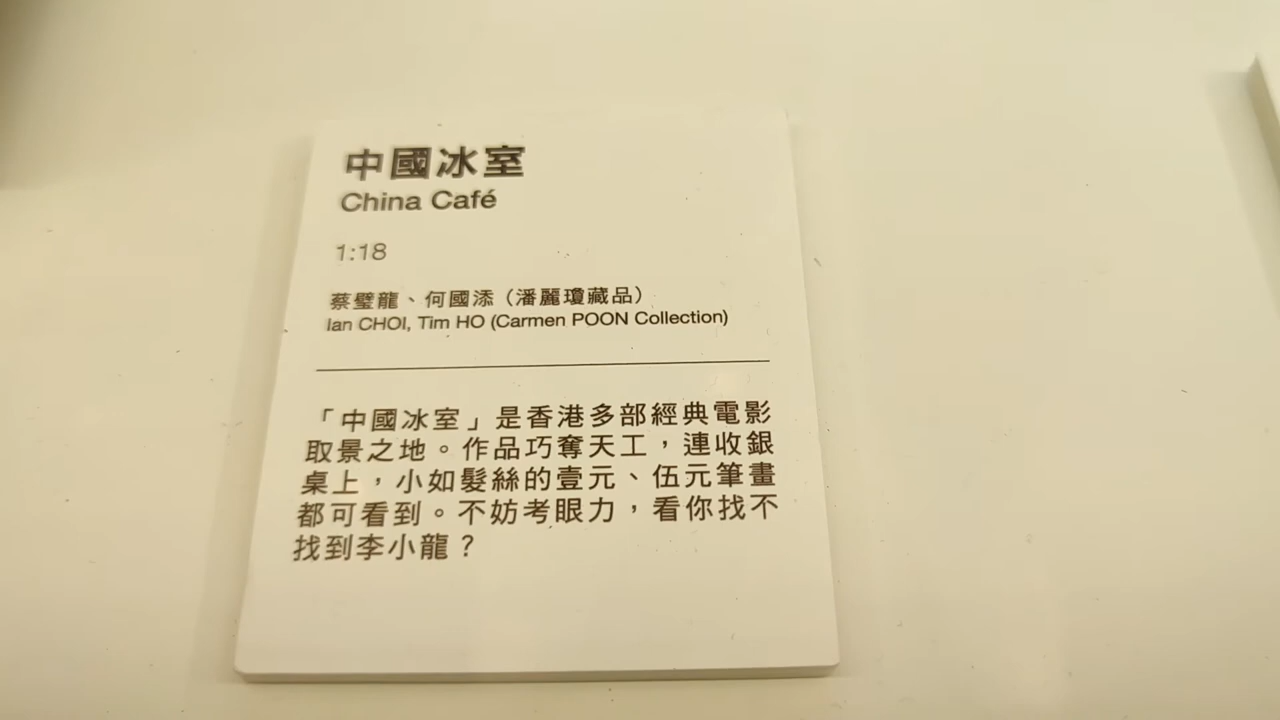 中國冰室
China Café
1:18
蔡璧龍、何國添（潘麗瓊藏品）
Ian CHOI, Tim HO (Carmen POON Collection)
「中國冰室」是香港多部經典電影
取景之地。作品巧奪天工，連收銀
桌上，小如髮絲的壹元、伍元筆畫
都可看到。不妨考眼力，看你找不
找到李小龍？